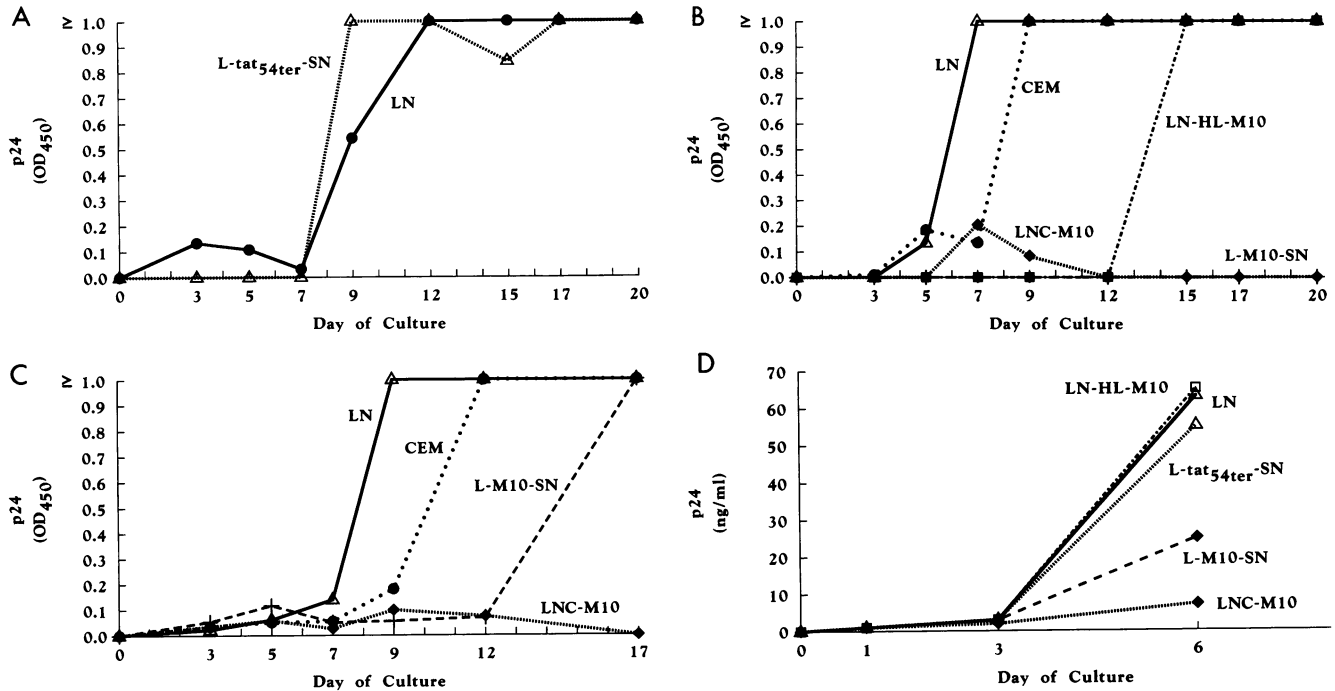 A
≥
1.0
0.9
0.8
0.7
0.6
0.5
0.4
0.3
0.2
0.1
0.0
p24
(OD450)
L-tat54ter-SN
LN
0 3 5 7 9 12 15 17 20
Day of Culture
B
≥
1.0
0.9
0.8
0.7
0.6
0.5
0.4
0.3
0.2
0.1
0.0
p24
(OD450)
LN
CEM
LN-HL-M10
LNC-M10
L-M10-SN
0 3 5 7 9 12 15 17 20
Day of Culture
C
≥
1.0
0.9
0.8
0.7
0.6
0.5
0.4
0.3
0.2
0.1
0.0
p24
(OD450)
LN
CEM
L-M10-SN
LNC-M10
0 3 5 7 9 12 17
Day of Culture
D
70
60
50
40
30
20
10
0
p24
(ng/ml)
LN-HL-M10
LN
L-tat54ter-SN
L-M10-SN
LNC-M10
0 1 3 6
Day of Culture